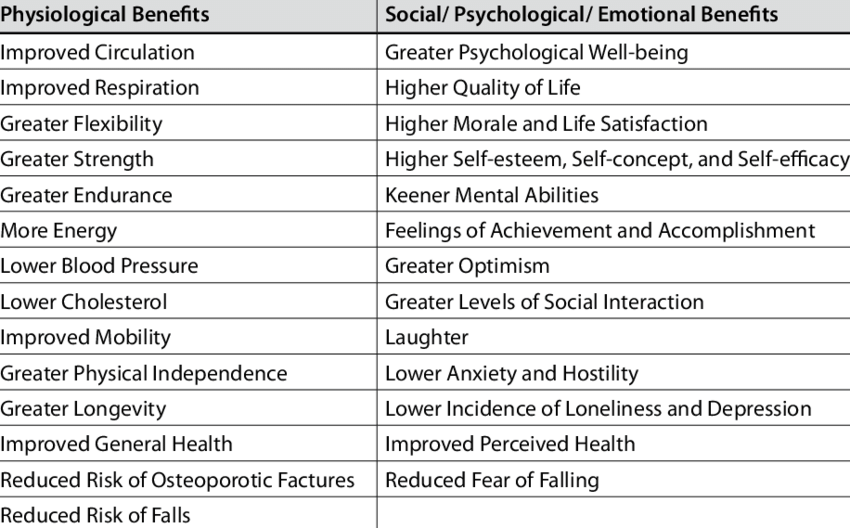 Physiological Benefits Social/ Psychological/ Emotional Benefits
Improved Circulation Greater Psychological Well-being
Improved Respiration Higher Quality of Life
Greater Flexibility Higher Morale and Life Satisfaction
Greater Strength Higher Self-esteem, Self-concept, and Self-efficacy
Greater Endurance Keener Mental Abilities
More Energy Feelings of Achievement and Accomplishment
Lower Blood Pressure Greater Optimism
Lower Cholesterol Greater Levels of Social Interaction
Improved Mobility Laughter
Greater Physical Independence Lower Anxiety and Hostility
Greater Longevity Lower Incidence of Loneliness and Depression
Improved General Health Improved Perceived Health
Reduced Risk of Osteoporotic Factures Reduced Fear of Falling
Reduced Risk of Falls